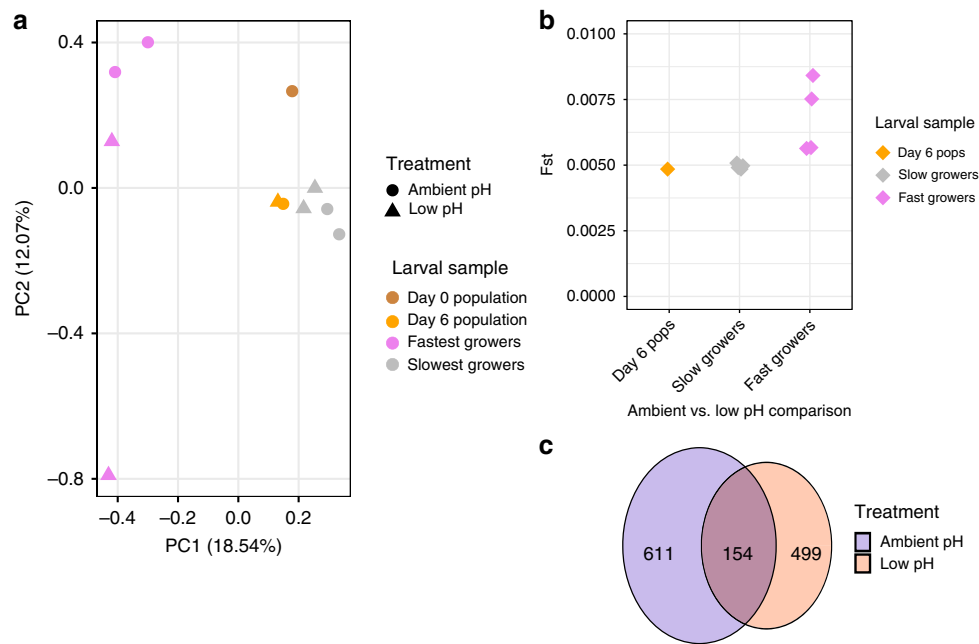 a
0.4
0.0
−0.4
−0.8
−0.4
−0.2
0.0
0.2
PC1 (18.54%)
PC2 (12.07%)
Treatment
Ambient pH
Low pH
Larval sample
Day 0 population
Day 6 population
Fastest growers
Slowest growers
b
0.0100
0.0075
0.0050
0.0025
0.0000
Fst
Day 6 pops
Slow growers
Fast growers
Ambient vs. low pH comparison
Larval sample
Day 6 pops
Slow growers
Fast growers
c
611
154
499
Treatment
Ambient pH
Low pH